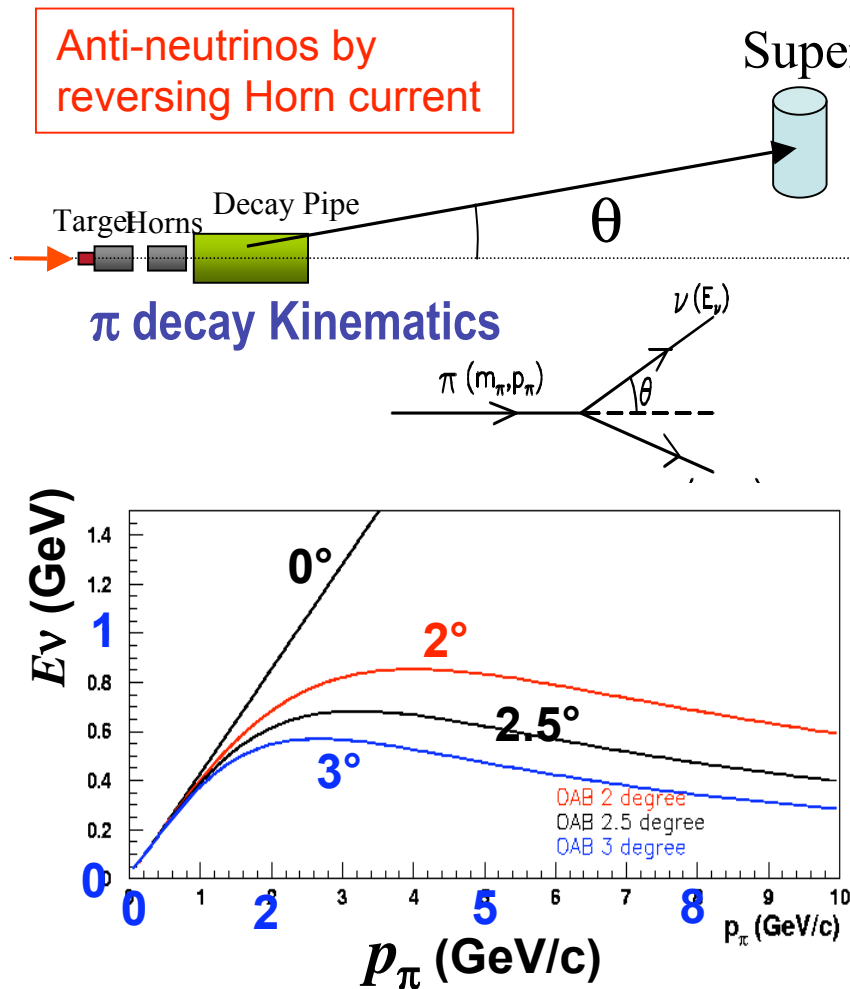 Anti-neutrinos by
reversing Horn current
Super
Target Horns
Decay Pipe
θ
π decay Kinematics
ν (Eν)
π (mπ,pπ)
θ
Eν (GeV)
1.4
1.2
1
0.8
0.6
0.4
0.2
0
0°
2°
2.5°
3°
OAB 2 degree
OAB 2.5 degree
OAB 3 degree
0 1 2 3 4 5 6 7 8 9 10
0 2 5 8
pπ (GeV/c)
pπ (GeV/c)